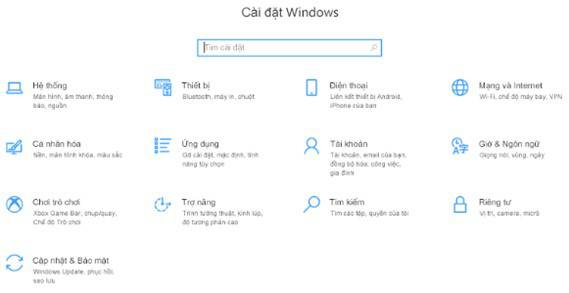 Cài đặt Windows
Tìm cài đặt
Hệ thống
Màn hình, âm thanh, thông
báo, nguồn
Thiết bị
Bluetooth, máy in, chuột
Điện thoại
Liên kết thiết bị Android,
iPhone của bạn
Mạng và Internet
Wi-Fi, chế độ máy bay, VPN
Cá nhân hóa
Nền, màn hình khóa, màu sắc
Ứng dụng
Gỡ cài đặt, mặc định, tính
năng tùy chọn
Tài khoản
Tài khoản, email của bạn,
đồng bộ hóa, công việc,
gia đình
Giờ & Ngôn ngữ
Giọng nói, vùng, ngày
Chơi trò chơi
Xbox Game Bar, chụp/quay,
Chế độ Trò chơi
Trợ năng
Trình tường thuật, kính lúp,
độ tương phản cao
Tìm kiếm
Tìm các tệp, quyền của tôi
Riêng tư
Vị trí, camera, micrô
Cập nhật & Bảo mật
Windows Update, phục hồi,
sao lưu